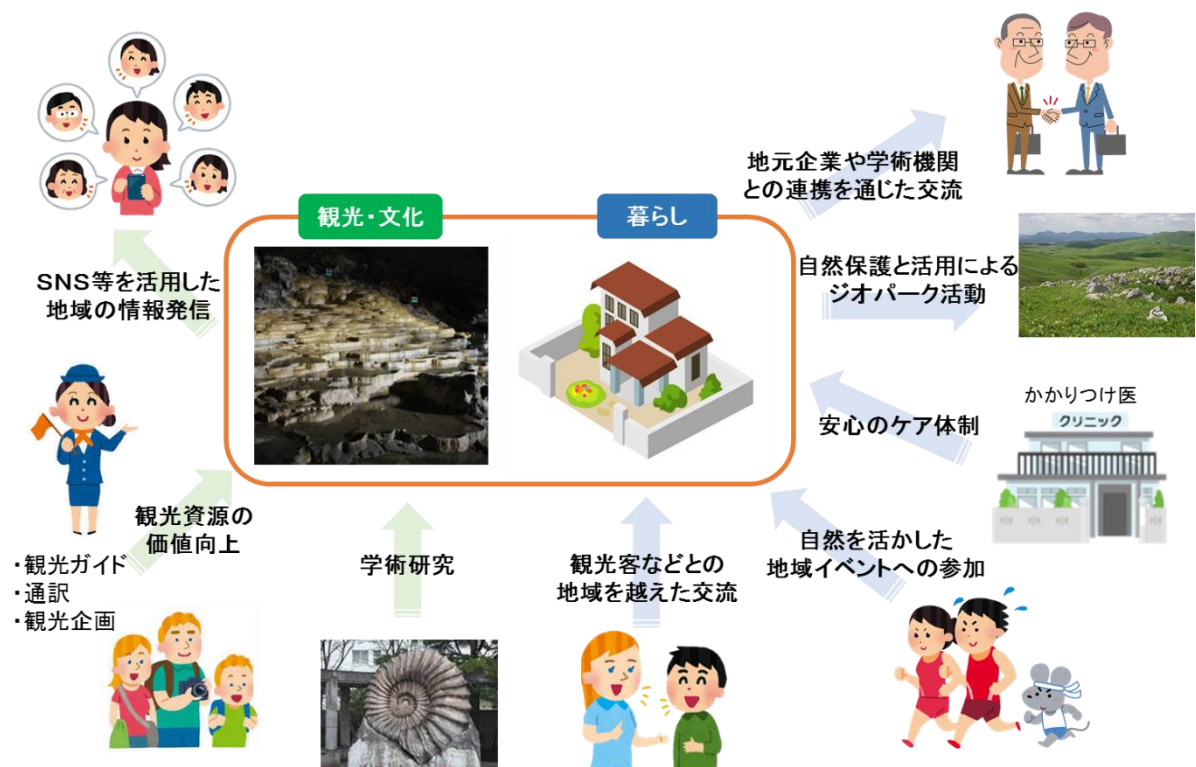 観光・文化
暮らし
地元企業や学術機関
との連携を通じた交流
SNS等を活用した
地域の情報発信
自然保護と活用による
ジオパーク活動
かかりつけ医
クリニック
安心のケア体制
観光資源の
価値向上
・観光ガイド
・通訳
・観光企画
学術研究
観光客などとの
地域を越えた交流
自然を活かした
地域イベントへの参加